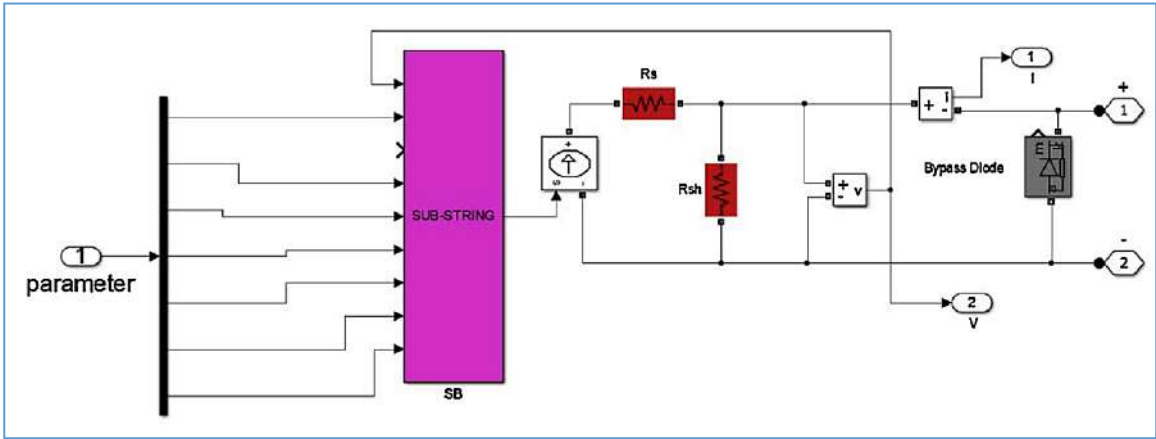 1
parameter
SUB-STRING
SB
Rs
Rsh
+
-
s
+
-
v
+
-
i
1
I
2
V
Bypass Diode
m
+
1
-
2